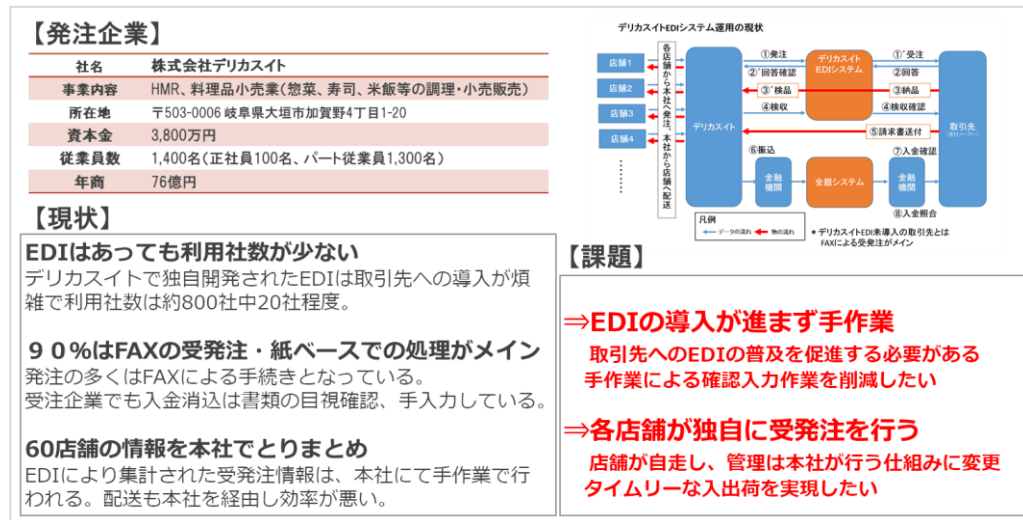 【発注企業】
社名 株式会社デリカスイト
事業内容 HMR、料理品小売業(惣菜、寿司、米飯等の調理・小売販売)
所在地 〒503-0006 岐阜県大垣市加賀野4丁目1-20
資本金 3,800万円
従業員数 1,400名(正社員100名、パート従業員1,300名)
年商 76億円
デリカスイトEDIシステム運用の現状
店舗1
店舗2
店舗3
店舗4
各店舗から本社へ発注、本社から店舗へ配送
デリカスイト
①発注
②´回答確認
③´検品
④検収
デリカスイト
EDIシステム
①´受注
②回答
③納品
④検収確認
⑤請求書送付
取引先
⑥振込
金融
機関
全銀システム
⑦入金確認
金融
機関
⑧入金照合
凡例
データの流れ 物の流れ
* デリカスイトEDI未導入の取引先とは
FAXによる受発注がメイン
【現状】
EDIはあっても利用社数が少ない
デリカスイトで独自開発されたEDIは取引先への導入が煩
雑で利用社数は約800社中20社程度。
90%はFAXの受発注・紙ベースでの処理がメイン
発注の多くはFAXによる手続きとなっている。
受注企業でも入金消込は書類の目視確認、手入力している。
60店舗の情報を本社でとりまとめ
EDIにより集計された受発注情報は、本社にて手作業で行
われる。配送も本社を経由し効率が悪い。
【課題】
⇒EDIの導入が進まず手作業
取引先へのEDIの普及を促進する必要がある
手作業による確認入力作業を削減したい
⇒各店舗が独自に受発注を行う
店舗が自走し、管理は本社が行う仕組みに変更
タイムリーな入出荷を実現したい